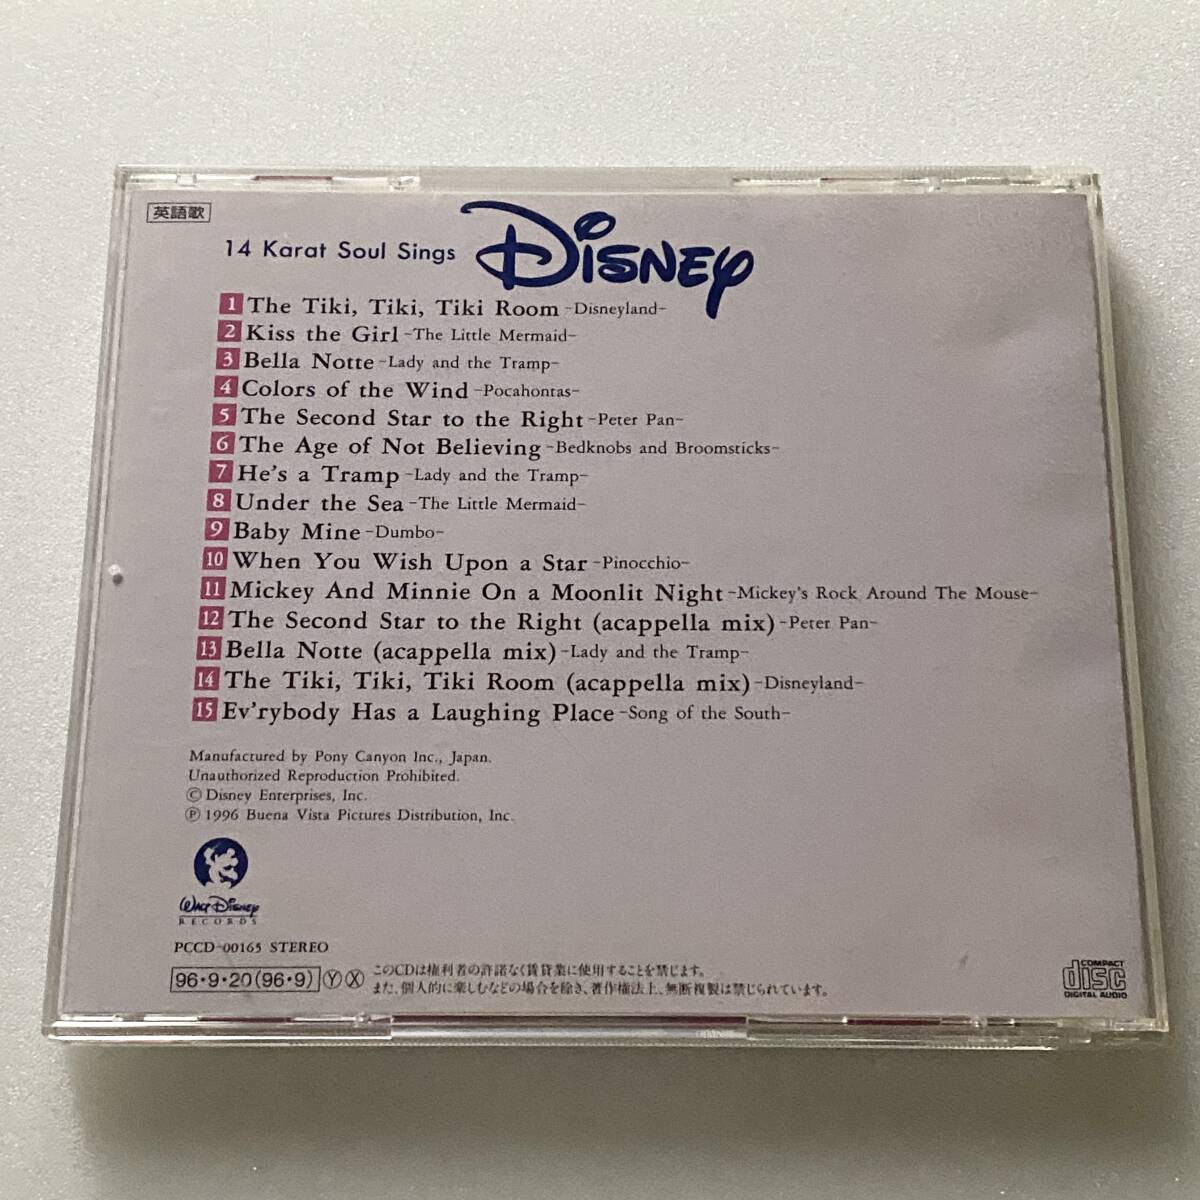 英語歌
14 Karat Soul Sings Disney
1 The Tiki, Tiki, Tiki Room -Disneyland-
2 Kiss the Girl -The Little Mermaid-
3 Bella Notte -Lady and the Tramp-
4 Colors of the Wind -Pocahontas-
5 The Second Star to the Right -Peter Pan-
6 The Age of Not Believing -Bedknobs and Broomsticks-
7 He's a Tramp -Lady and the Tramp-
8 Under the Sea -The Little Mermaid-
9 Baby Mine -Dumbo-
10 When You Wish Upon a Star -Pinocchio-
11 Mickey And Minnie On a Moonlit Night -Mickey's Rock Around The Mouse-
12 The Second Star to the Right (acappella mix) -Peter Pan-
13 Bella Notte (acappella mix) -Lady and the Tramp-
14 The Tiki, Tiki, Tiki Room (acappella mix) -Disneyland-
15 Ev'rybody Has a Laughing Place -Song of the South-
Manufactured by Pony Canyon Inc., Japan.
Unauthorized Reproduction Prohibited.
© Disney Enterprises, Inc.
℗ 1996 Buena Vista Pictures Distribution, Inc.
Walt Disney
RECORDS
PCCD-00165 STEREO
96・9・20(96・9) Ⓨ Ⓧ
このCDは権利者の許諾なく賃貸業に使用することを禁じます。
また、個人的に楽しむなどの場合を除き、著作権法上、無断複製は禁じられています。
COMPACT
disc
DIGITAL AUDIO